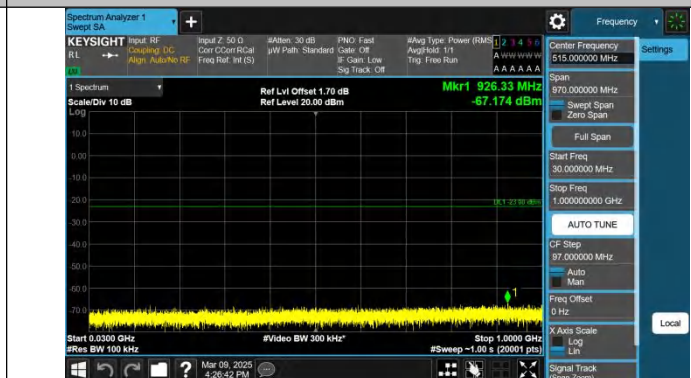 Spectrum Analyzer 1
Swept SA
Frequency
KEYSIGHT
RL
Input: RF
Coupling: DC
Align: Auto/No RF
Input Z: 50 Ω
Corr CCorr RCal
Freq Ref: Int (S)
#Atten: 30 dB
µW Path: Standard
PNO: Fast
Gate: Off
IF Gain: Low
Sig Track: Off
#Avg Type: Power (RMS
Avg|Hold: 1/1
Trig: Free Run
1 2 3 4 5 6
A W W W W W
A A A A A A
1 Spectrum
Scale/Div 10 dB
Log
Ref Lvl Offset 1.70 dB
Ref Level 20.00 dBm
Mkr1 926.33 MHz
-67.174 dBm
10.0
0.00
-10.0
-20.0
-30.0
-40.0
-50.0
-60.0
-70.0
1
Start 0.0300 GHz
#Res BW 100 kHz
#Video BW 300 kHz*
Stop 1.0000 GHz
#Sweep ~1.00 s (20001 pts)
Mar 09, 2025
4:26:42 PM
Center Frequency
515.000000 MHz
Settings
Span
970.000000 MHz
Swept Span
Zero Span
Full Span
Start Freq
30.000000 MHz
Stop Freq
1.000000000 GHz
AUTO TUNE
CF Step
97.000000 MHz
Auto
Man
Freq Offset
0 Hz
X Axis Scale
Log
Lin
Local
Signal Track
(Span Zoom)